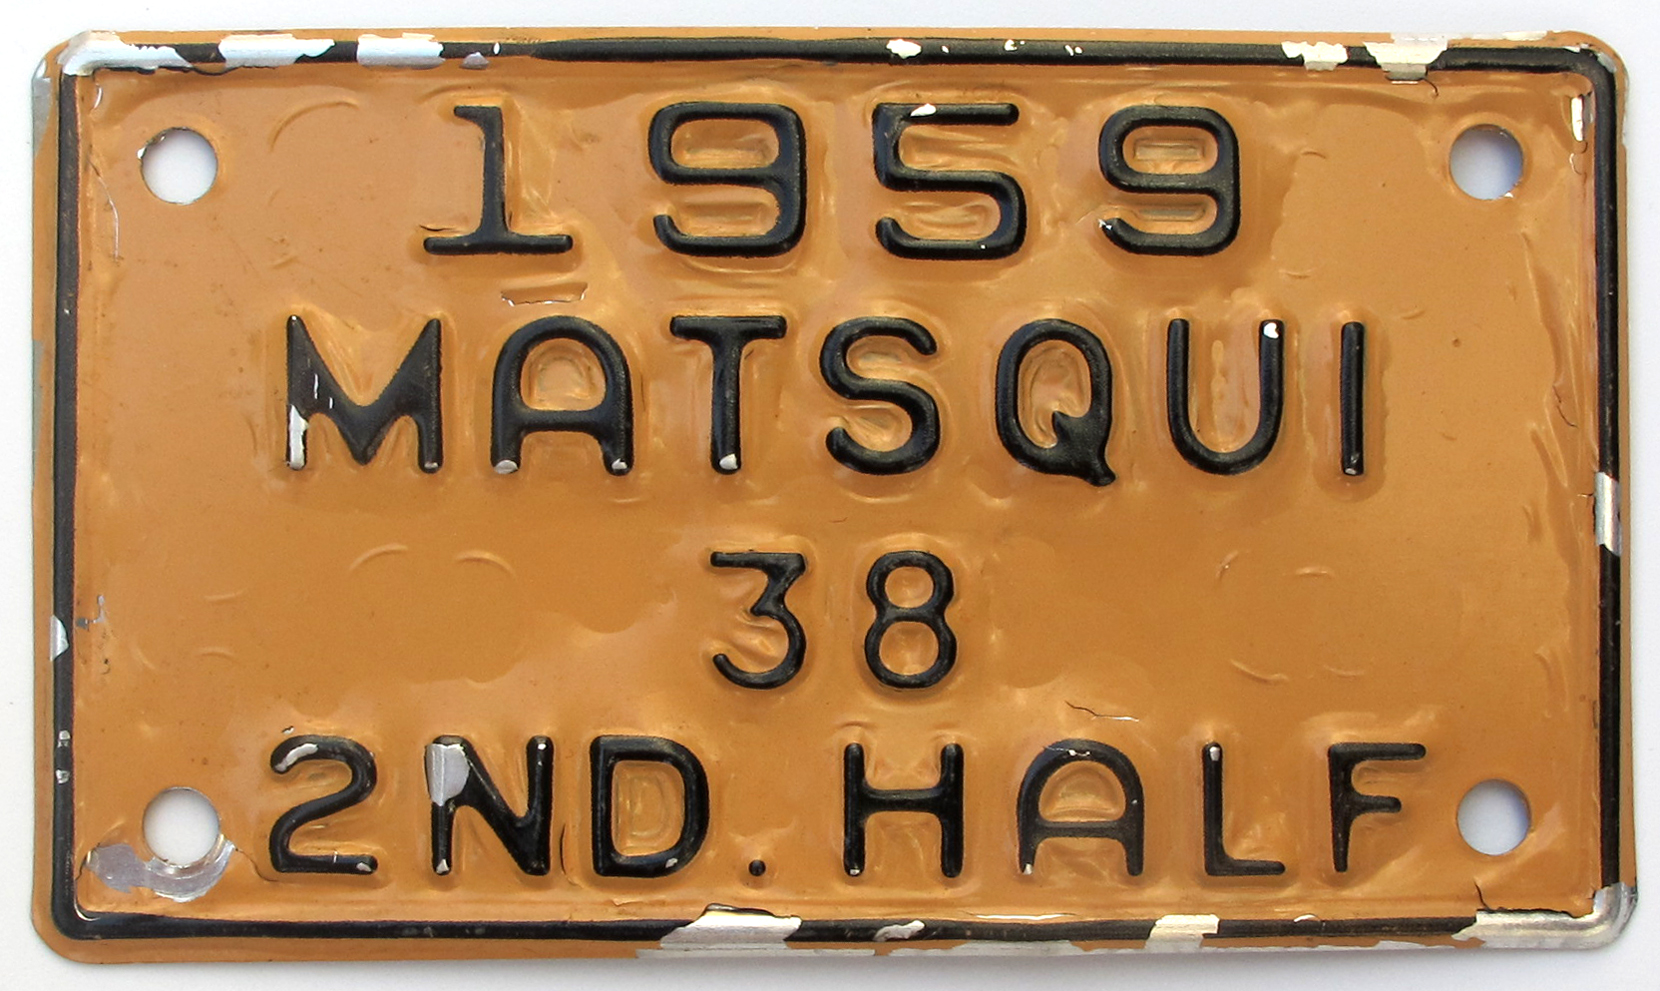 1959
MATSQUI
38
2ND. HALF